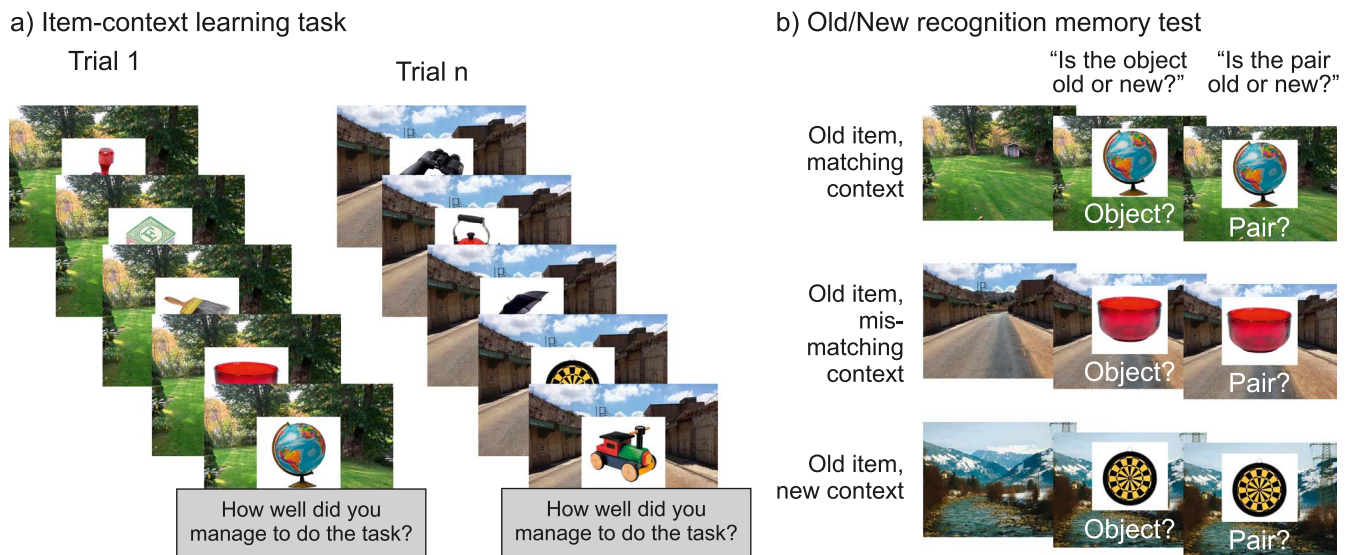 a) Item-context learning task
Trial 1
Trial n
How well did you
manage to do the task?
How well did you
manage to do the task?
b) Old/New recognition memory test
“Is the object
old or new?”
“Is the pair
old or new?”
Old item,
matching
context
Object?
Pair?
Old item,
mis-
matching
context
Object?
Pair?
Old item,
new context
Object?
Pair?